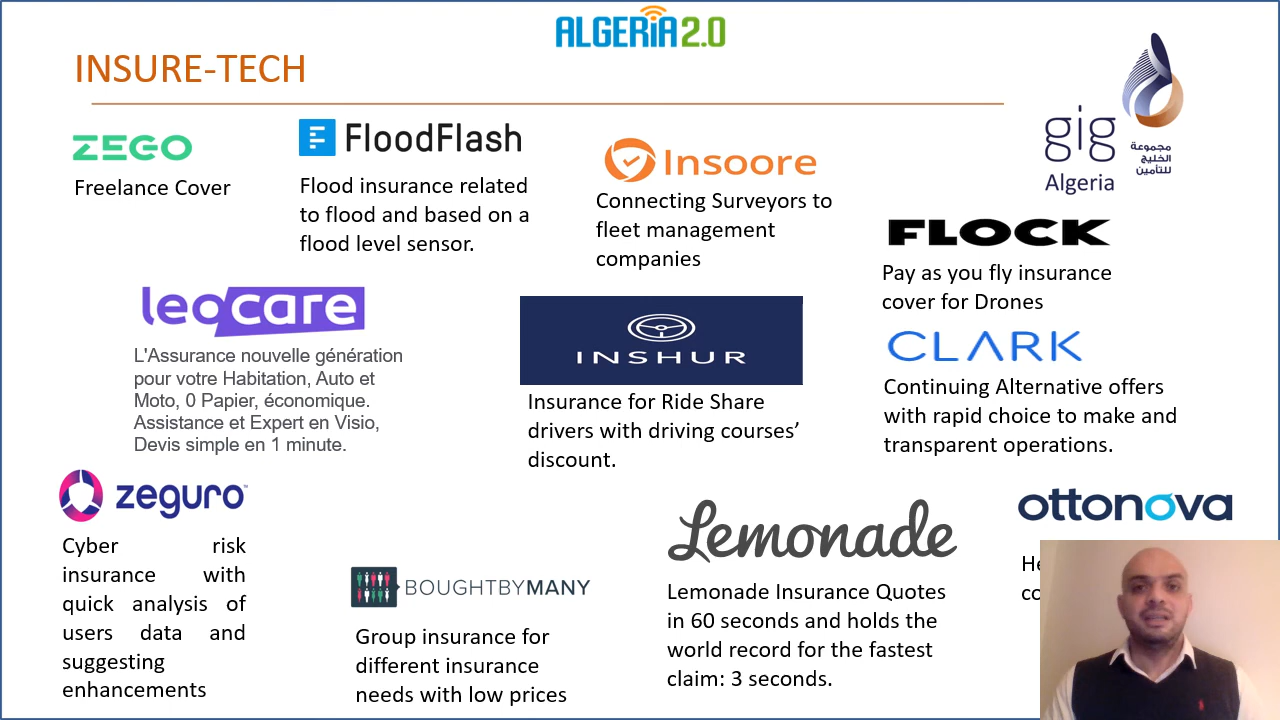 ALGERiA2.0
INSURE-TECH
gig
Algeria
مجموعة
الخليج
للتأمين
ZEGO
Freelance Cover
FloodFlash
Flood insurance related
to flood and based on a
flood level sensor.
Insoore
Connecting Surveyors to
fleet management
companies
FLOCK
Pay as you fly insurance
cover for Drones
leocare
L'Assurance nouvelle génération
pour votre Habitation, Auto et
Moto, 0 Papier, économique.
Assistance et Expert en Visio,
Devis simple en 1 minute.
INSHUR
Insurance for Ride Share
drivers with driving courses’
discount.
CLARK
Continuing Alternative offers
with rapid choice to make and
transparent operations.
zeguro™
Cyber risk
insurance with
quick analysis of
users data and
suggesting
enhancements
BOUGHTBYMANY
Group insurance for
different insurance
needs with low prices
Lemonade
Lemonade Insurance Quotes
in 60 seconds and holds the
world record for the fastest
claim: 3 seconds.
ottonova